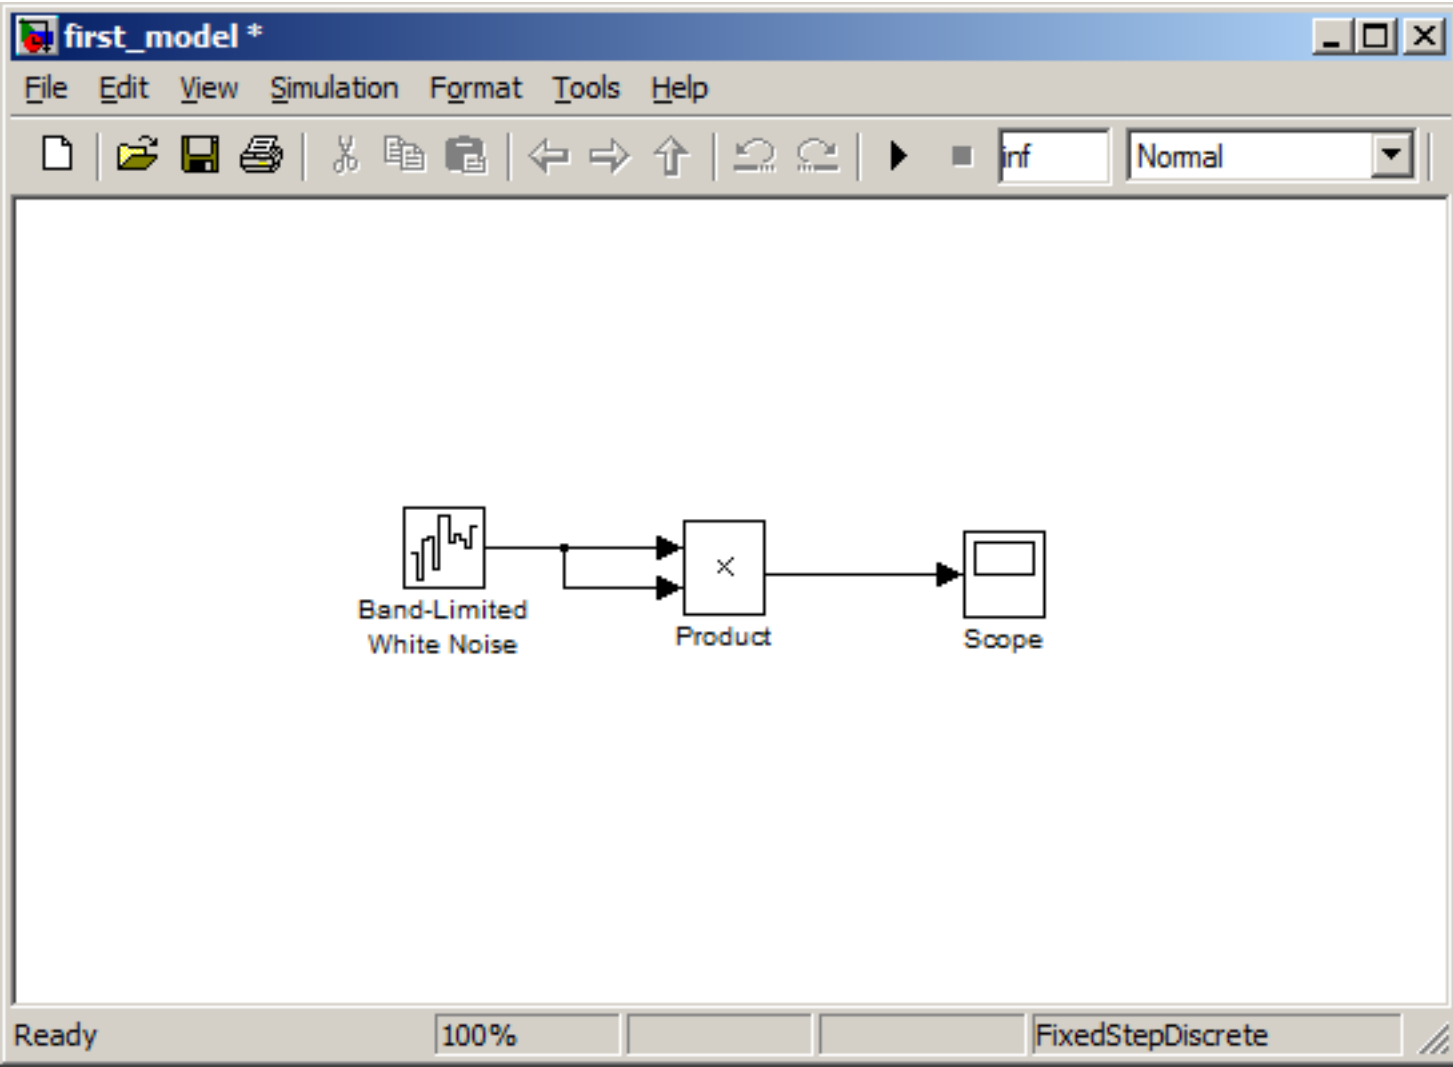 first_model *
File Edit View Simulation Format Tools Help
inf Normal
Band-Limited
White Noise
Product
Scope
Ready 100% FixedStepDiscrete